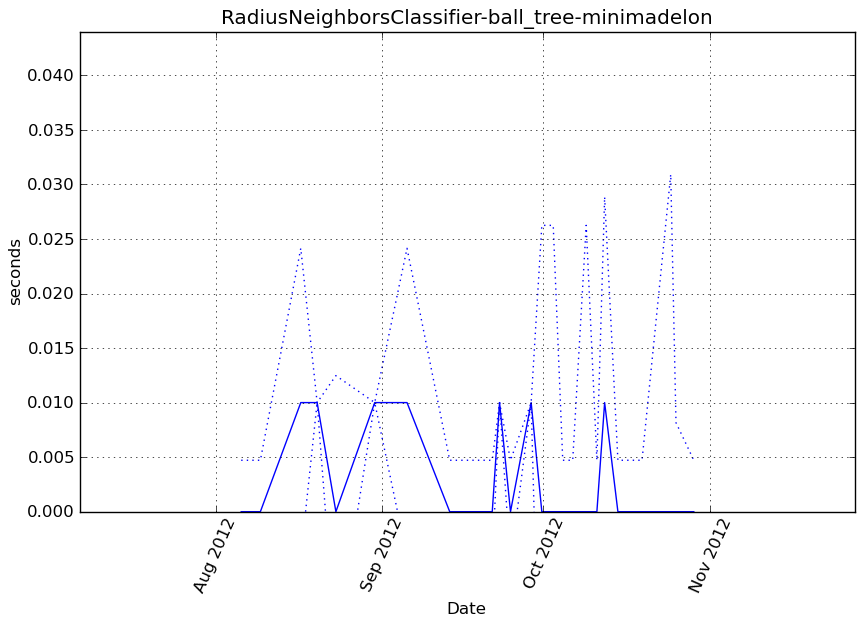 RadiusNeighborsClassifier-ball_tree-minimadelon
0.040
0.035
0.030
0.025
0.020
0.015
0.010
0.005
0.000
seconds
Aug 2012
Sep 2012
Oct 2012
Nov 2012
Date